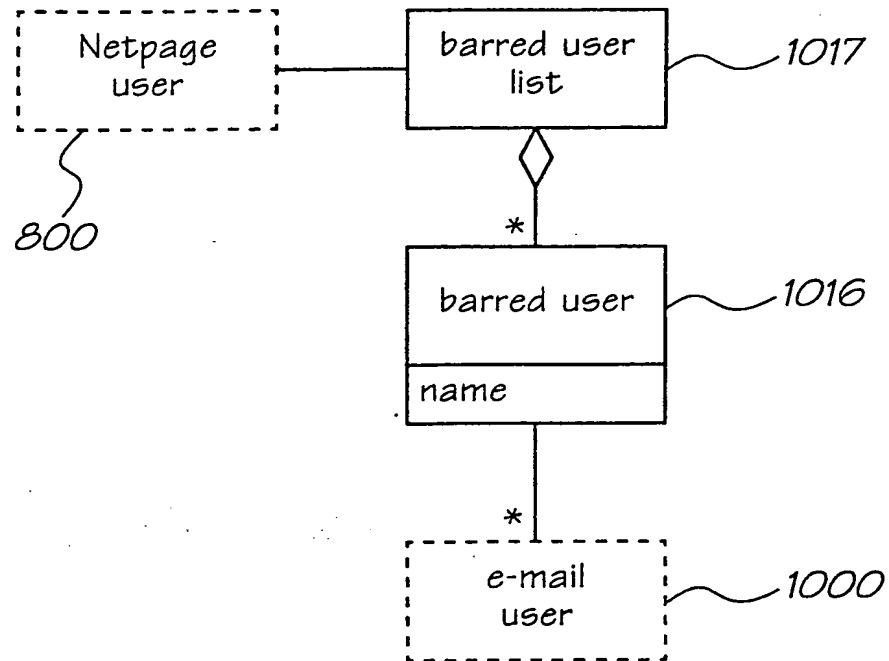 Netpage
user
barred user
list
1017
800
*
barred user
1016
name
*
e-mail
user
1000